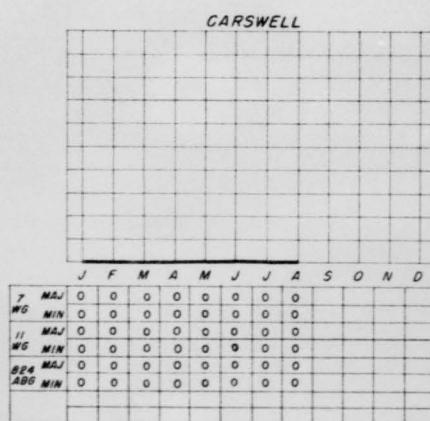 CARSWELL
J F M A M J J A S O N D
7 WG MAJ 0 0 0 0 0 0 0 0
MIN 0 0 0 0 0 0 0 0
11 WG MAJ 0 0 0 0 0 0 0 0
MIN 0 0 0 0 0 0 0 0
824 ABG MAJ 0 0 0 0 0 0 0 0
MIN 0 0 0 0 0 0 0 0